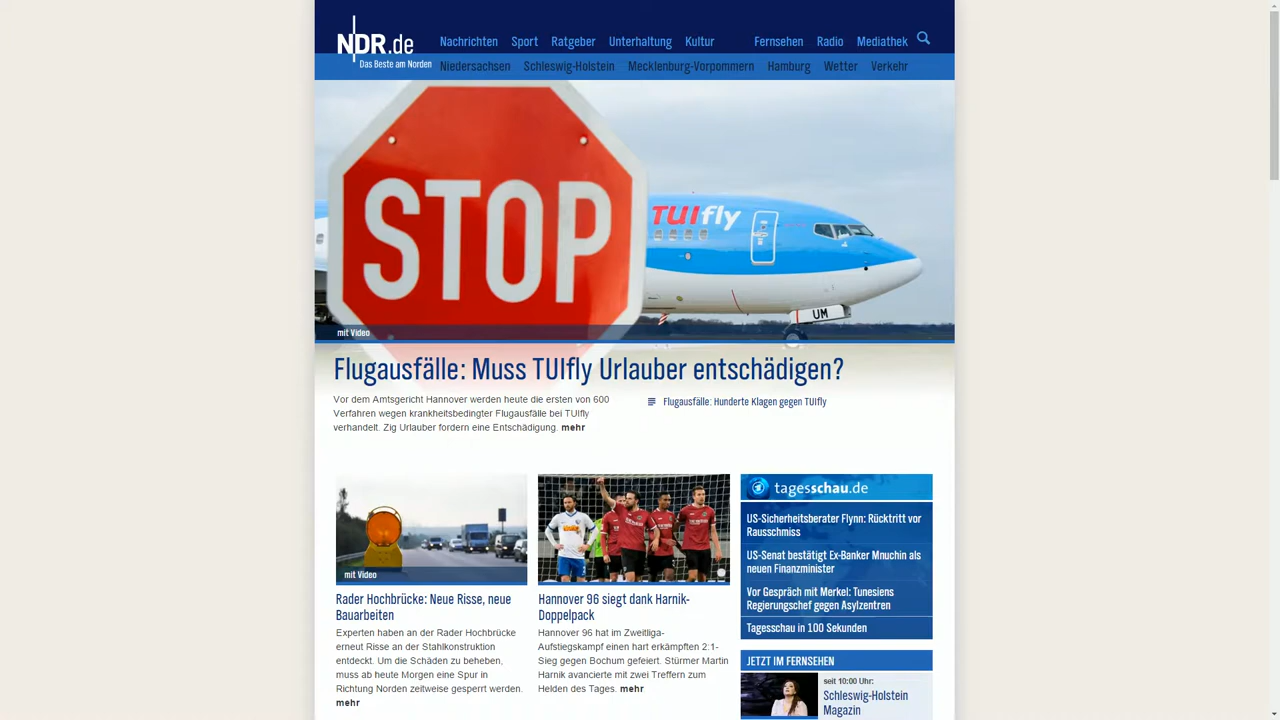 NDR.de
Das Beste am Norden
Nachrichten Sport Ratgeber Unterhaltung Kultur Fernsehen Radio Mediathek
Niedersachsen Schleswig-Holstein Mecklenburg-Vorpommern Hamburg Wetter Verkehr
STOP
TUIfly
UM
mit Video
Flugausfälle: Muss TUIfly Urlauber entschädigen?
Vor dem Amtsgericht Hannover werden heute die ersten von 600
Verfahren wegen krankheitsbedingter Flugausfälle bei TUIfly
verhandelt. Zig Urlauber fordern eine Entschädigung. mehr
Flugausfälle: Hunderte Klagen gegen TUIfly
mit Video
Rader Hochbrücke: Neue Risse, neue
Bauarbeiten
Experten haben an der Rader Hochbrücke
erneut Risse an der Stahlkonstruktion
entdeckt. Um die Schäden zu beheben,
muss ab heute Morgen eine Spur in
Richtung Norden zeitweise gesperrt werden.
mehr
Hannover 96 siegt dank Harnik-
Doppelpack
Hannover 96 hat im Zweitliga-
Aufstiegskampf einen hart erkämpften 2:1-
Sieg gegen Bochum gefeiert. Stürmer Martin
Harnik avancierte mit zwei Treffern zum
Helden des Tages. mehr
tagesschau.de
US-Sicherheitsberater Flynn: Rücktritt vor
Rausschmiss
US-Senat bestätigt Ex-Banker Mnuchin als
neuen Finanzminister
Vor Gespräch mit Merkel: Tunesiens
Regierungschef gegen Asylzentren
Tagesschau in 100 Sekunden
JETZT IM FERNSEHEN
seit 10:00 Uhr:
Schleswig-Holstein
Magazin